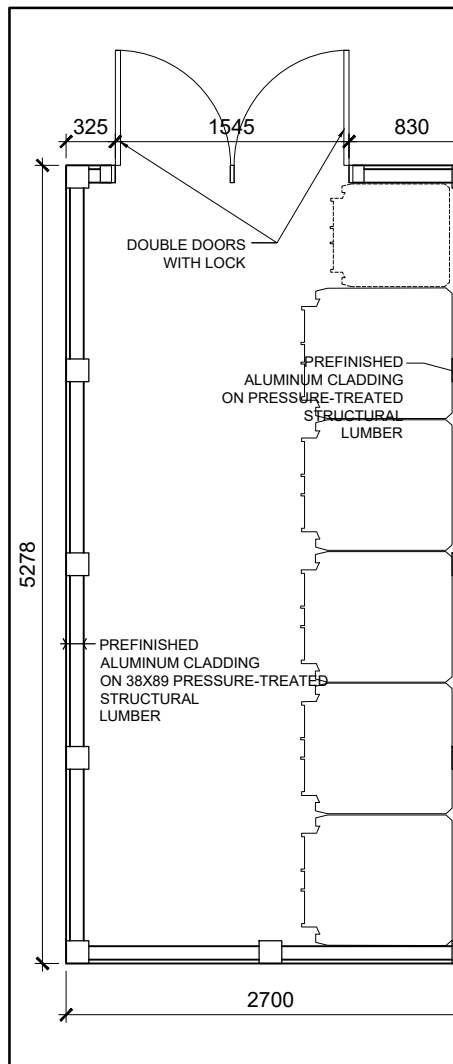 325
1545
830
DOUBLE DOORS
WITH LOCK
PREFINISHED
ALUMINUM CLADDING
ON PRESSURE-TREATED
STRUCTURAL
LUMBER
5278
PREFINISHED
ALUMINUM CLADDING
ON 38X89 PRESSURE-TREATED
STRUCTURAL
LUMBER
2700